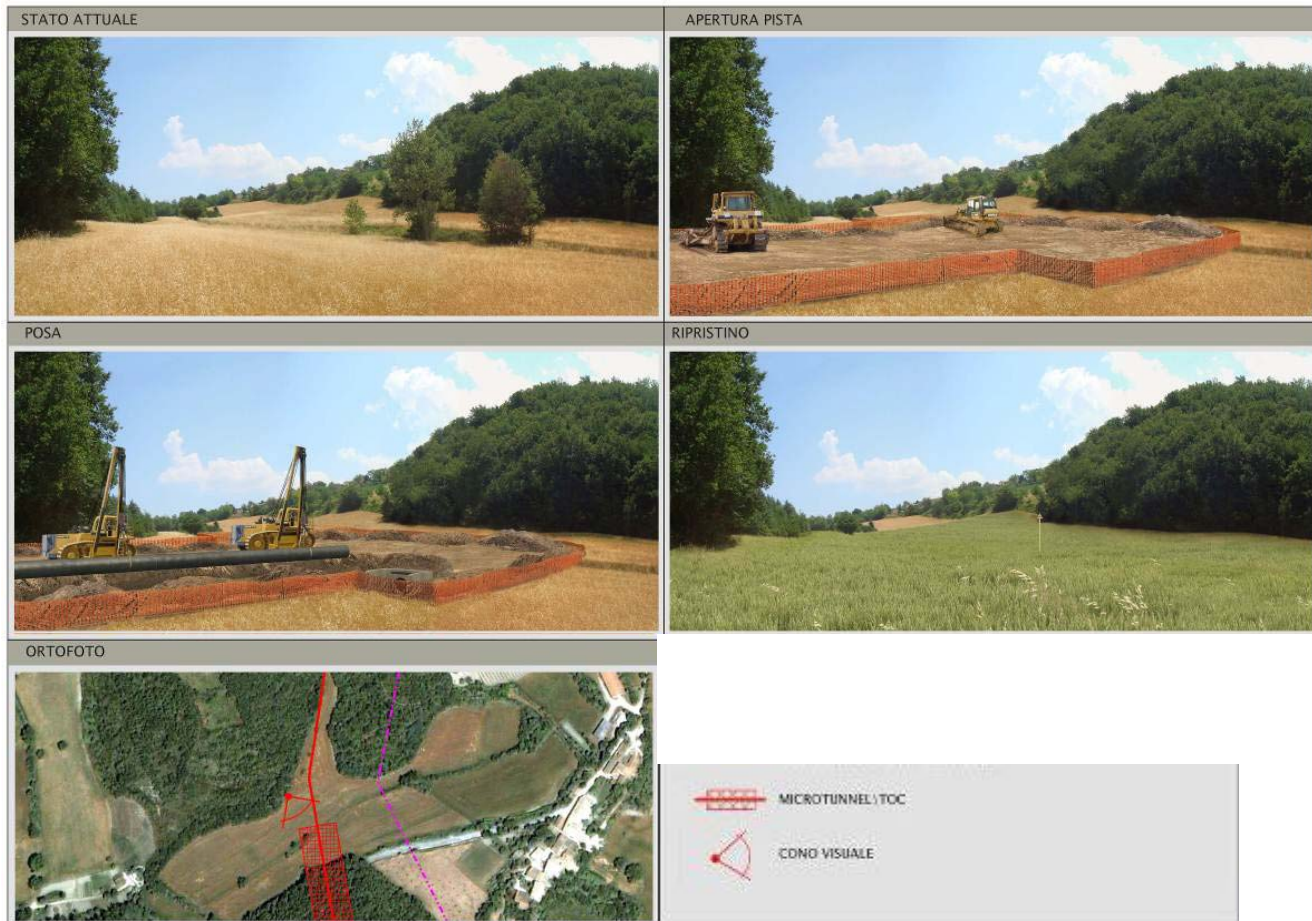 STATO ATTUALE
APERTURA PISTA
POSA
RIPRISTINO
ORTOFOTO
MICROTUNNEL\TOC
CONO VISUALE